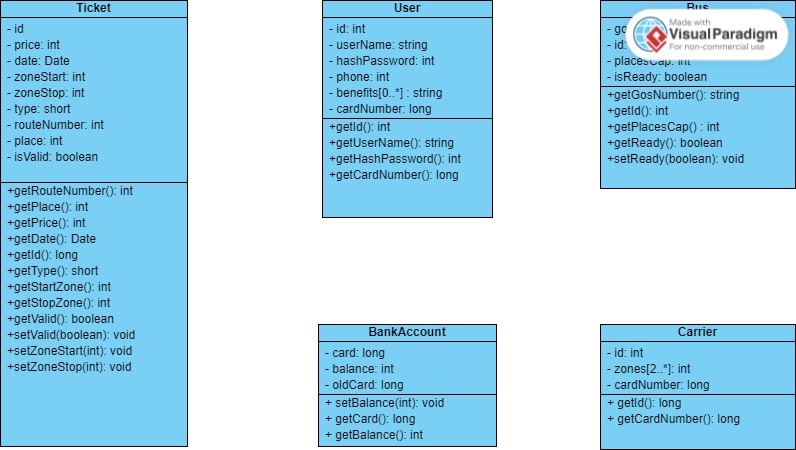 Ticket
- id
- price: int
- date: Date
- zoneStart: int
- zoneStop: int
- type: short
- routeNumber: int
- place: int
- isValid: boolean
+getRouteNumber(): int
+getPlace(): int
+getPrice(): int
+getDate(): Date
+getId(): long
+getType(): short
+getStartZone(): int
+getStopZone(): int
+getValid(): boolean
+setValid(boolean): void
+setZoneStart(int): void
+setZoneStop(int): void
User
- id: int
- userName: string
- hashPassword: int
- phone: int
- benefits[0..*] : string
- cardNumber: long
+getId(): int
+getUserName(): string
+getHashPassword(): int
+getCardNumber(): long
Bus
- id:
- placesCap: int
- isReady: boolean
+getGosNumber(): string
+getId(): int
+getPlacesCap() : int
+getReady(): boolean
+setReady(boolean): void
Made with
VisualParadigm
For non-commercial use
BankAccount
- card: long
- balance: int
- oldCard: long
+ setBalance(int): void
+ getCard(): long
+ getBalance(): int
Carrier
- id: int
- zones[2..*]: int
- cardNumber: long
+ getId(): long
+ getCardNumber(): long